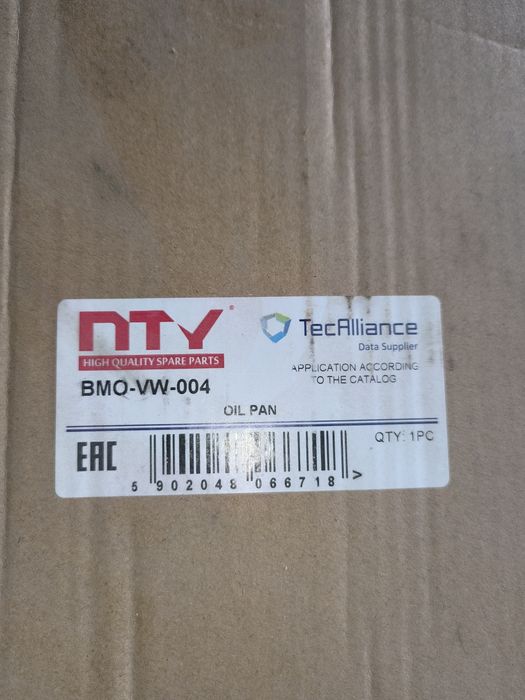 NTY
HIGH QUALITY SPARE PARTS
TecAlliance
Data Supplier
BMO-VW-004
APPLICATION ACCORDING
TO THE CATALOG
OIL PAN
QTY: 1PC
EAC
5 902048 066718 >